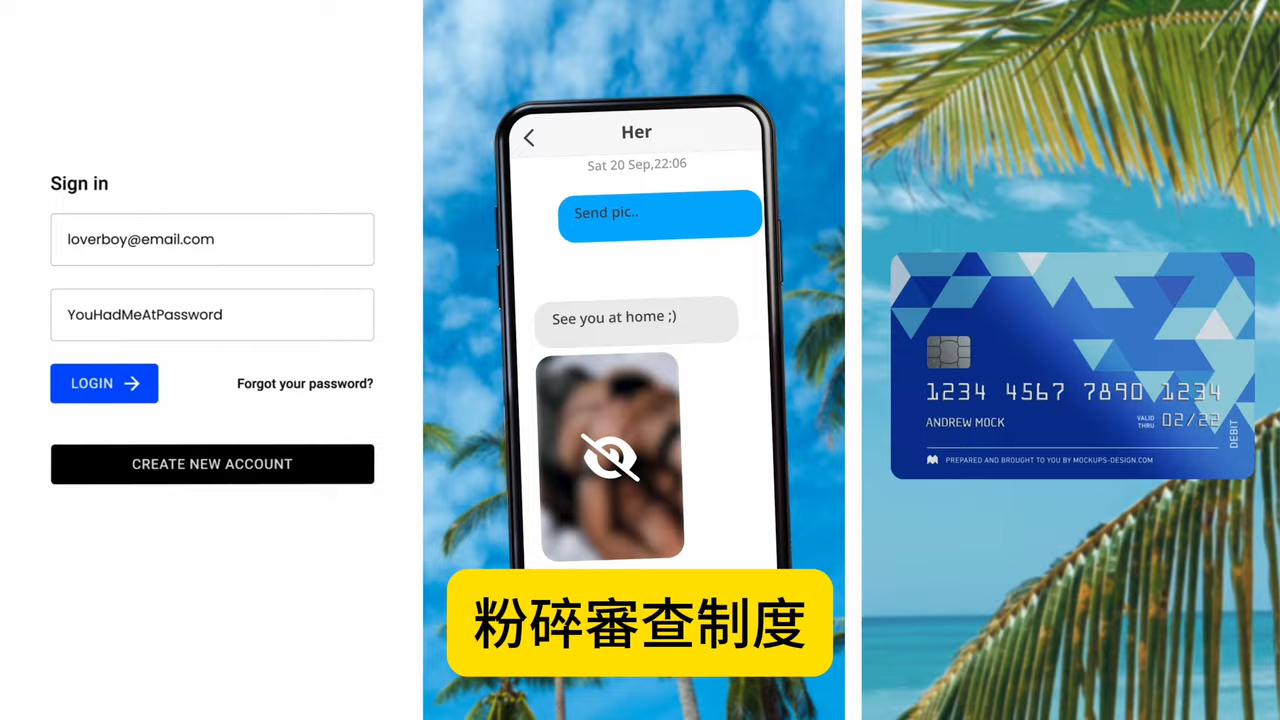 Sign in
loverboy@email.com
YouHadMeAtPassword
LOGIN
Forgot your password?
CREATE NEW ACCOUNT
Her
Sat 20 Sep,22:06
Send pic..
See you at home ;)
粉碎審查制度
1234 4567 7890 1234
ANDREW MOCK
VALID THRU 02/22
DEBIT
PREPARED AND BROUGHT TO YOU BY MOCKUPS-DESIGN.COM